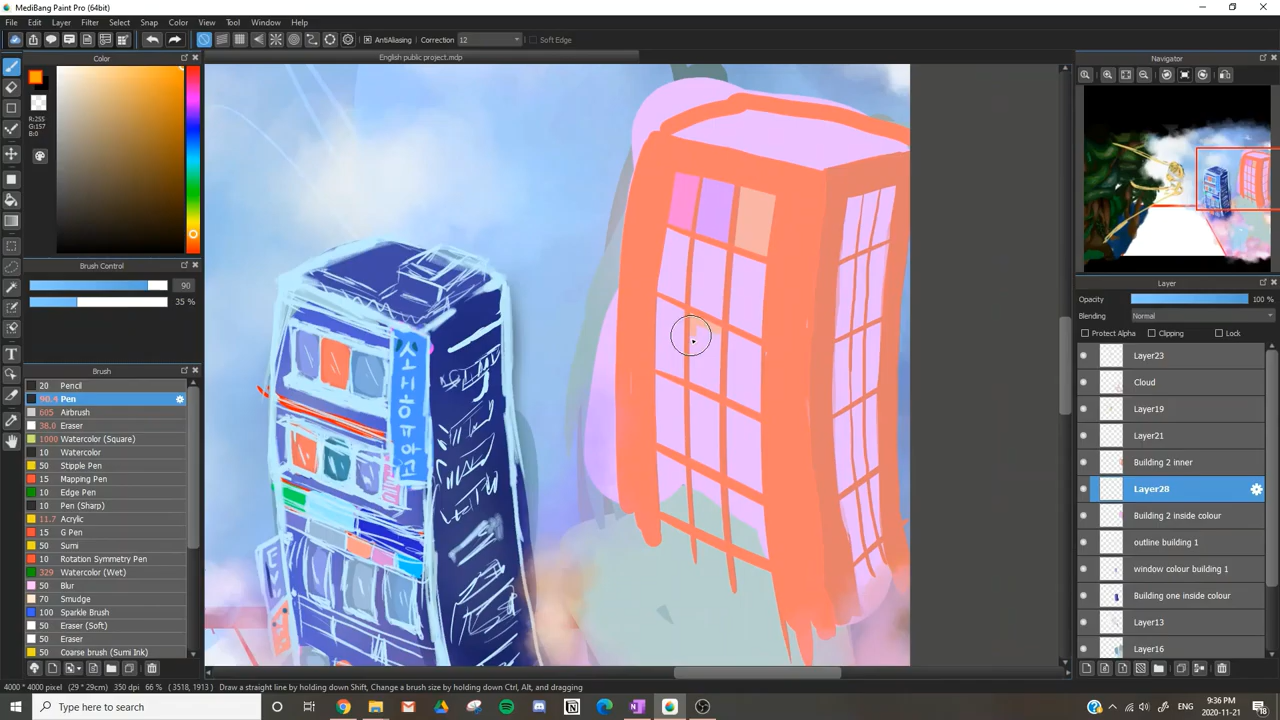 MediBang Paint Pro (64bit)
File Edit Layer Filter Select Snap Color View Tool Window Help
AntiAliasing Correction 12 Soft Edge
Color English public project.mdp Navigator
R:255
G:157
B:0
Brush Control
90
35 %
Layer
Opacity 100 %
Blending Normal
Protect Alpha Clipping Lock
Layer23
Cloud
Layer19
Layer21
Building 2 inner
Layer28
Building 2 inside colour
outline building 1
window colour building 1
Building one inside colour
Layer13
Layer16
Brush
20 Pencil
90.4 Pen
605 Airbrush
38.0 Eraser
1000 Watercolor (Square)
10 Watercolor
50 Stipple Pen
15 Mapping Pen
10 Edge Pen
10 Pen (Sharp)
11.7 Acrylic
15 G Pen
50 Sumi
10 Rotation Symmetry Pen
329 Watercolor (Wet)
50 Blur
70 Smudge
100 Sparkle Brush
50 Eraser (Soft)
50 Eraser
50 Coarse brush (Sumi Ink)
4000 * 4000 pixel (29 * 29cm) 350 dpi 66 % ( 3518, 1913 ) Draw a straight line by holding down Shift, Change a brush size by holding down Ctrl, Alt, and dragging
Type here to search
ENG
9:36 PM
2020-11-21
18